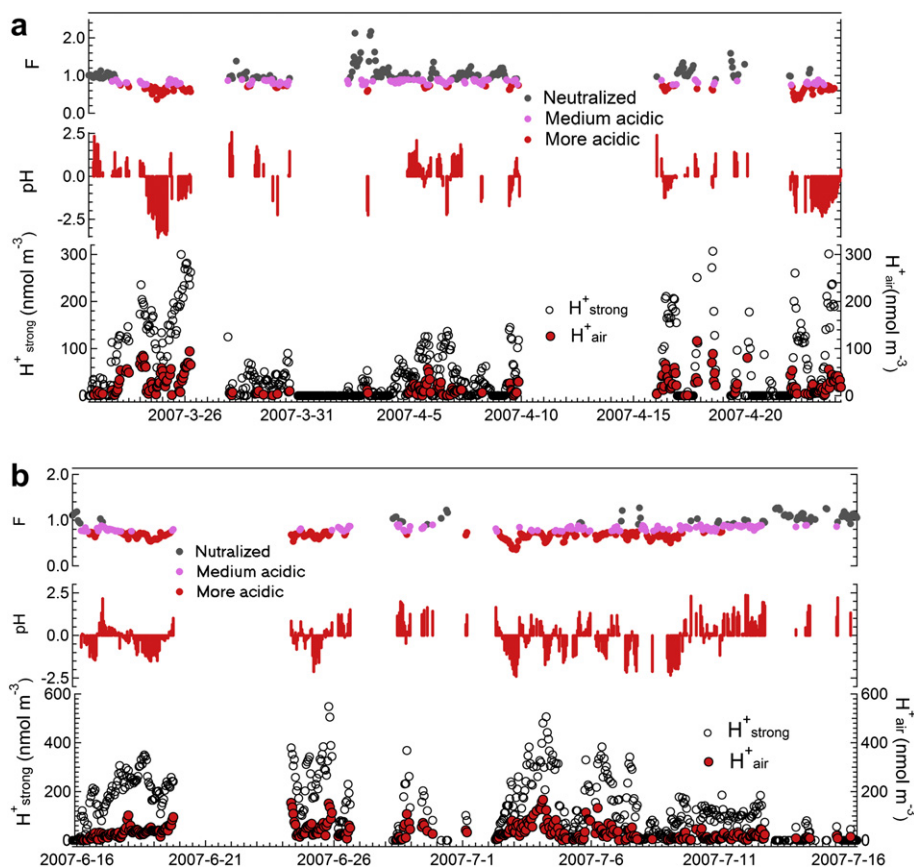 a
F
2.0
1.0
0.0
Neutralized
Medium acidic
More acidic
pH
2.5
0.0
-2.5
H+ strong (nmol m-3)
300
200
100
0
H+ strong
H+ air
300
200
100
0
H+ air (nmol m-3)
2007-3-26 2007-3-31 2007-4-5 2007-4-10 2007-4-15 2007-4-20
b
F
2.0
1.0
0.0
Nutralized
Medium acidic
More acidic
pH
2.5
0.0
-2.5
H+ strong (nmol m-3)
600
400
200
0
H+ strong
H+ air
600
400
200
0
H+ air (nmol m-3)
2007-6-16 2007-6-21 2007-6-26 2007-7-1 2007-7-6 2007-7-11 2007-7-16